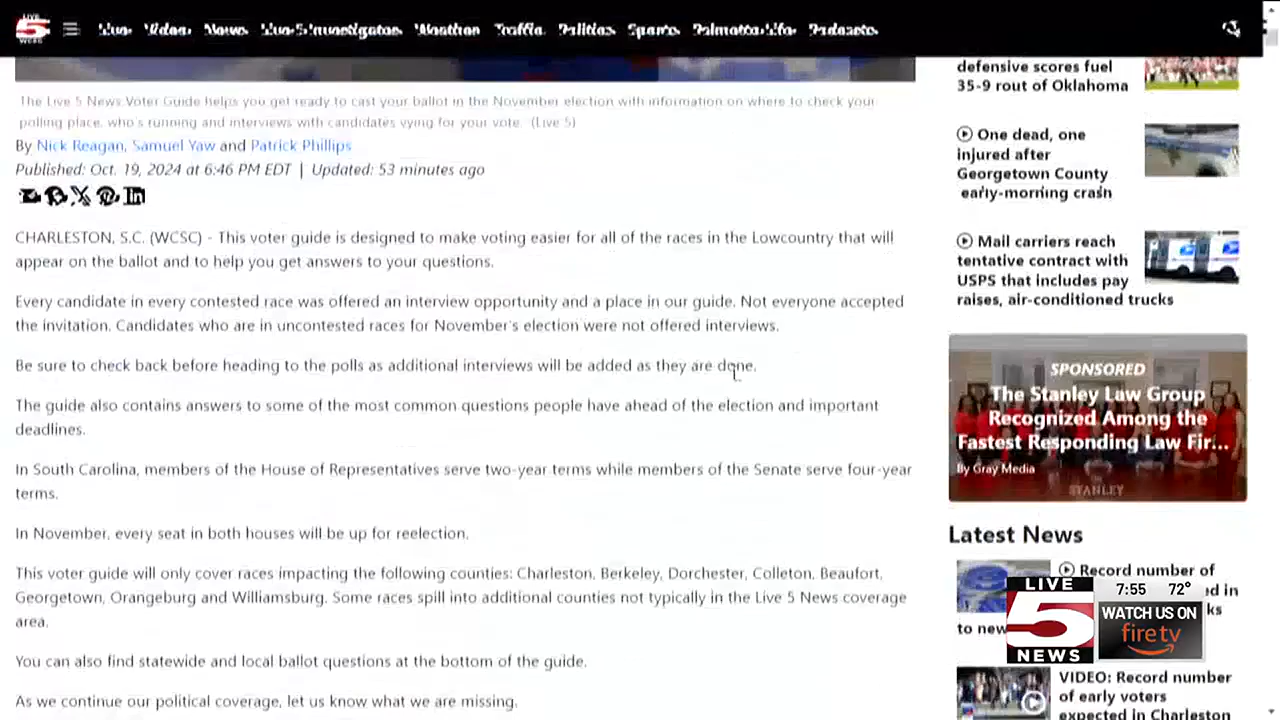 LIVE
5
WCSC
Live Video News Live 5 Investigates Weather Traffic Politics Sports Palmetto Life Podcasts
The Live 5 News Voter Guide helps you get ready to cast your ballot in the November election with information on where to check your
polling place, who's running and interviews with candidates vying for your vote. (Live 5)
By Nick Reagan, Samuel Yaw and Patrick Phillips
Published: Oct. 19, 2024 at 6:46 PM EDT | Updated: 53 minutes ago
CHARLESTON, S.C. (WCSC) - This voter guide is designed to make voting easier for all of the races in the Lowcountry that will
appear on the ballot and to help you get answers to your questions.
Every candidate in every contested race was offered an interview opportunity and a place in our guide. Not everyone accepted
the invitation. Candidates who are in uncontested races for November's election were not offered interviews.
Be sure to check back before heading to the polls as additional interviews will be added as they are done.
The guide also contains answers to some of the most common questions people have ahead of the election and important
deadlines.
In South Carolina, members of the House of Representatives serve two-year terms while members of the Senate serve four-year
terms.
In November, every seat in both houses will be up for reelection.
This voter guide will only cover races impacting the following counties: Charleston, Berkeley, Dorchester, Colleton, Beaufort,
Georgetown, Orangeburg and Williamsburg. Some races spill into additional counties not typically in the Live 5 News coverage
area.
You can also find statewide and local ballot questions at the bottom of the guide.
As we continue our political coverage, let us know what we are missing.
defensive scores fuel
35-9 rout of Oklahoma
One dead, one
injured after
Georgetown County
early-morning crash
Mail carriers reach
tentative contract with
USPS that includes pay
raises, air-conditioned trucks
SPONSORED
The Stanley Law Group
Recognized Among the
Fastest Responding Law Fir...
By Gray Media
STANLEY
Latest News
Record number of
ed in
ks
to new
VIDEO: Record number
of early voters
expected in Charleston
LIVE
5
NEWS
7:55 72°
WATCH US ON
fire tv